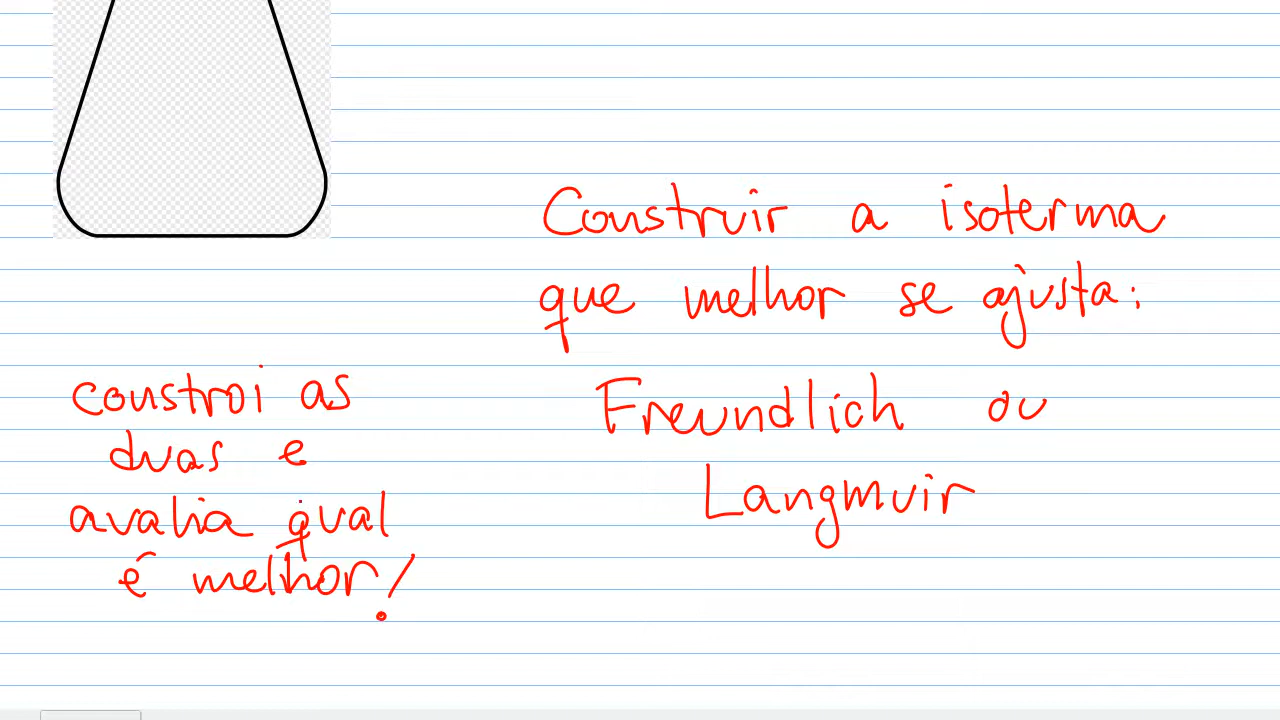 Construir a isoterma
que melhor se ajusta:
Freundlich ou
Langmuir
constroi as
duas e
avalia qual
é melhor!